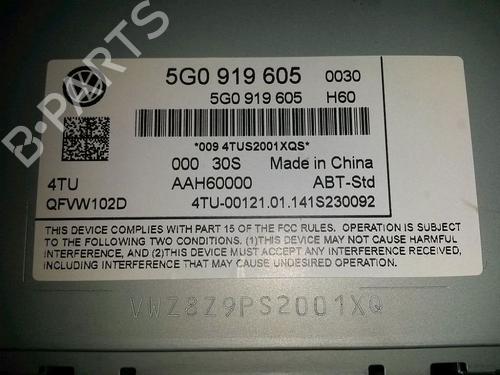 5G0 919 605 0030
5G0 919 605 H60
*009 4TUS2001XQS*
000 30S Made in China
4TU AAH60000 ABT-Std
QFVW102D 4TU-00121.01.141S230092
THIS DEVICE COMPLIES WITH PART 15 OF THE FCC RULES. OPERATION IS SUBJECT
TO THE FOLLOWING TWO CONDITIONS. (1)THIS DEVICE MAY NOT CAUSE HARMFUL
INTERFERENCE, AND (2)THIS DEVICE MUST ACCEPT ANY INTERFERENCE RECEIVED,
INCLUDING INTERFERENCE THAT MAY CAUSE UNDESIRED OPERATION.
VWZ8Z9PS2001XQ
B-PARTS